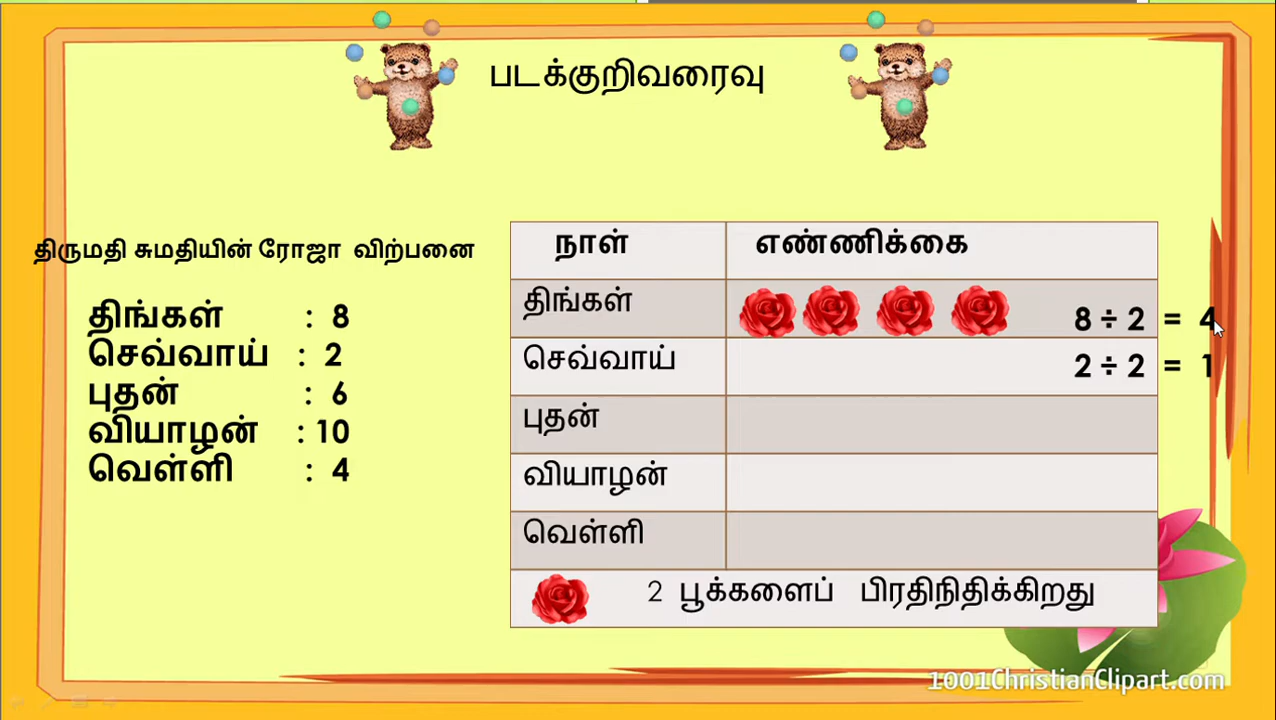 படக்குறிவரைவு
திருமதி சுமதியின் ரோஜா விற்பனை
திங்கள் : 8
செவ்வாய் : 2
புதன் : 6
வியாழன் : 10
வெள்ளி : 4
நாள் எண்ணிக்கை
திங்கள் 8 ÷ 2 = 4
செவ்வாய் 2 ÷ 2 = 1
புதன்
வியாழன்
வெள்ளி
2 பூக்களைப் பிரதிநிதிக்கிறது
1001ChristianClipart.com